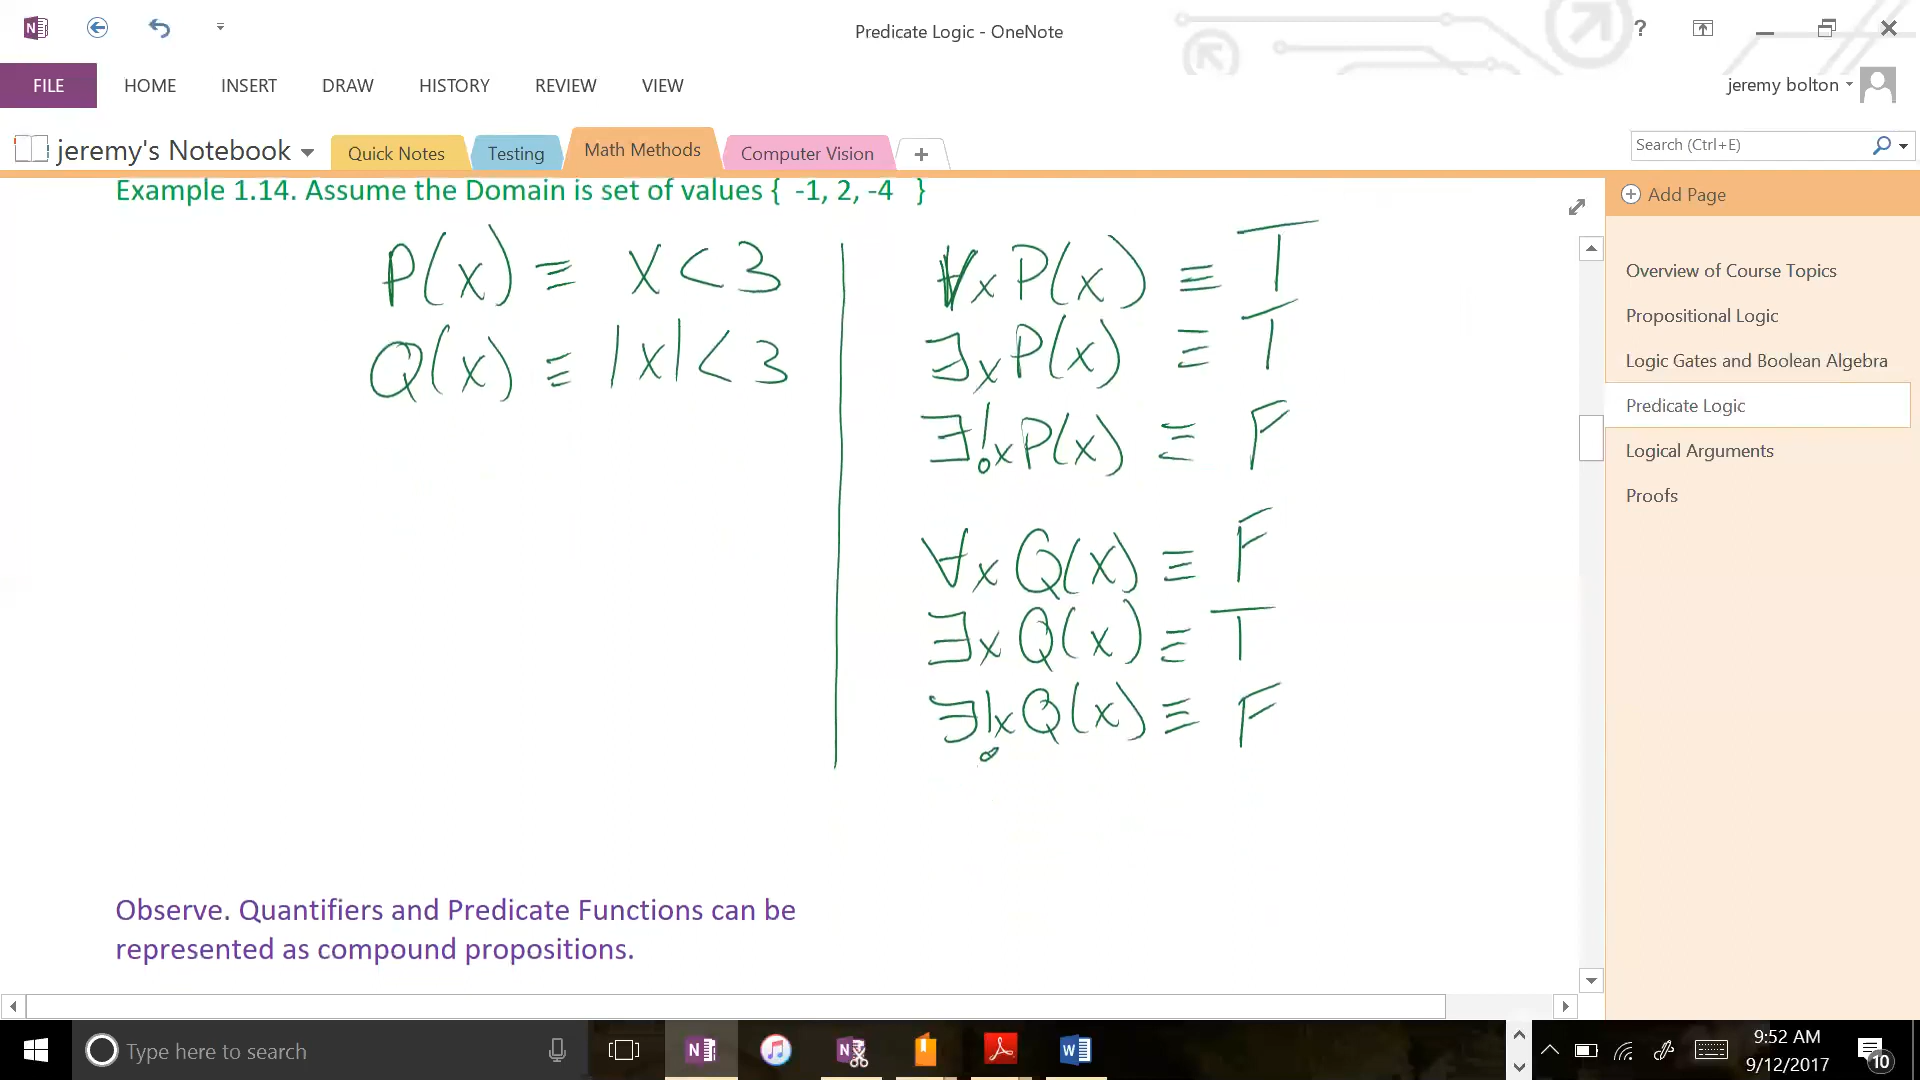 Predicate Logic - OneNote
?
FILE HOME INSERT DRAW HISTORY REVIEW VIEW
jeremy bolton
jeremy's Notebook
Quick Notes
Testing
Math Methods
Computer Vision
+
Search (Ctrl+E)
Add Page
Overview of Course Topics
Propositional Logic
Logic Gates and Boolean Algebra
Predicate Logic
Logical Arguments
Proofs
Example 1.14. Assume the Domain is set of values { -1, 2, -4 }
P(x) ≡ x < 3
Q(x) ≡ |x| < 3
∀x P(x) ≡ T
∃x P(x) ≡ T
∃!x P(x) ≡ F
∀x Q(x) ≡ F
∃x Q(x) ≡ T
∃!x Q(x) ≡ F
Observe. Quantifiers and Predicate Functions can be
represented as compound propositions.
Type here to search
9:52 AM
9/12/2017
10